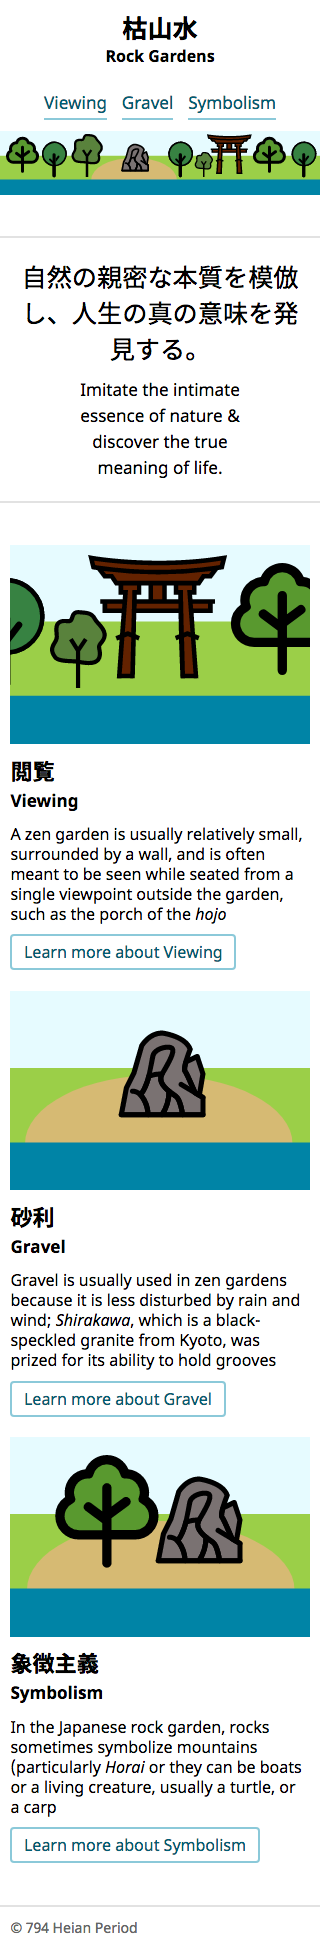 枯山水
Rock Gardens
Viewing Gravel Symbolism
自然の親密な本質を模倣
し、人生の真の意味を発
見する。
Imitate the intimate
essence of nature &
discover the true
meaning of life.
閲覧
Viewing
A zen garden is usually relatively small,
surrounded by a wall, and is often
meant to be seen while seated from a
single viewpoint outside the garden,
such as the porch of the hojo
Learn more about Viewing
砂利
Gravel
Gravel is usually used in zen gardens
because it is less disturbed by rain and
wind; Shirakawa, which is a black-
speckled granite from Kyoto, was
prized for its ability to hold grooves
Learn more about Gravel
象徴主義
Symbolism
In the Japanese rock garden, rocks
sometimes symbolize mountains
(particularly Horai or they can be boats
or a living creature, usually a turtle, or
a carp
Learn more about Symbolism
© 794 Heian Period